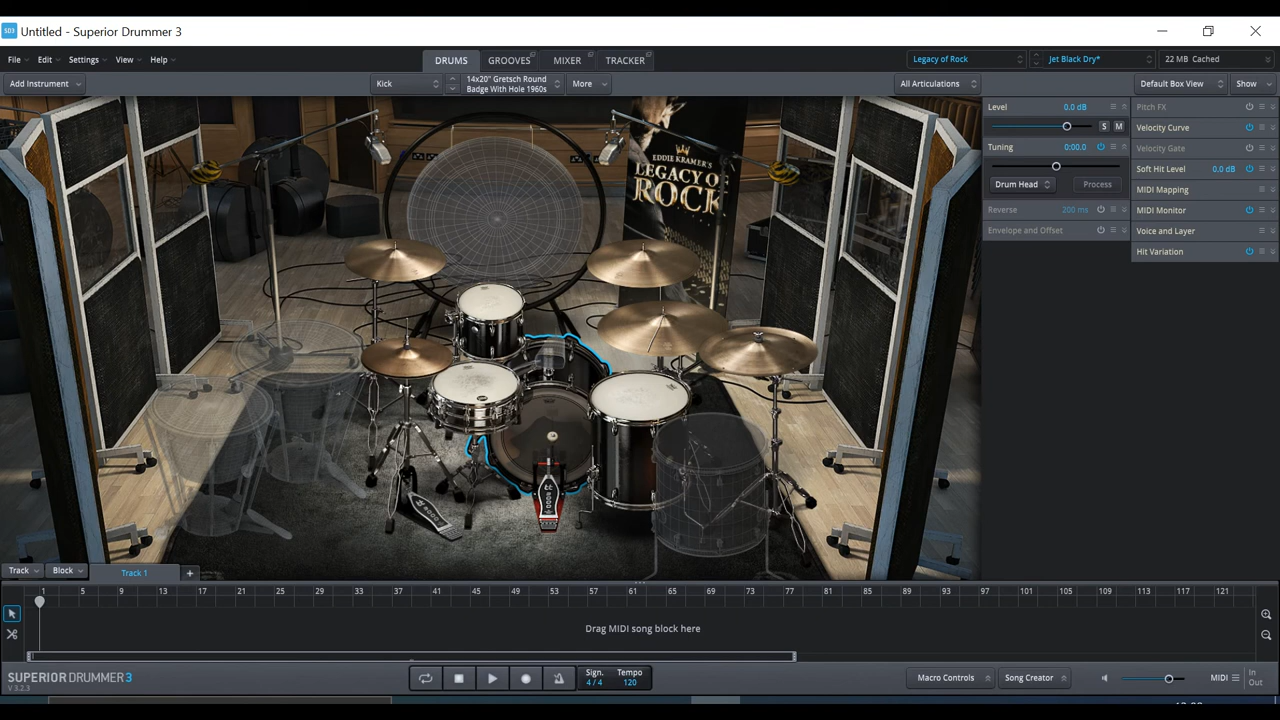 SD3 Untitled - Superior Drummer 3
File Edit Settings View Help
DRUMS GROOVES MIXER TRACKER
Legacy of Rock Jet Black Dry* 22 MB Cached
Add Instrument Kick 14x20" Gretsch Round Badge With Hole 1960s More All Articulations Default Box View Show
EDDIE KRAMER'S
LEGACY OF
ROCK
Level 0.0 dB
S M
Tuning 0:00.0
Drum Head Process
Reverse 200 ms
Envelope and Offset
Pitch FX
Velocity Curve
Velocity Gate
Soft Hit Level 0.0 dB
MIDI Mapping
MIDI Monitor
Voice and Layer
Hit Variation
Track Block Track 1 +
1 5 9 13 17 21 25 29 33 37 41 45 49 53 57 61 65 69 73 77 81 85 89 93 97 101 105 109 113 117 121
Drag MIDI song block here
SUPERIOR DRUMMER 3
V 3.2.3
Sign. 4/4
Tempo 120
Macro Controls Song Creator MIDI In Out